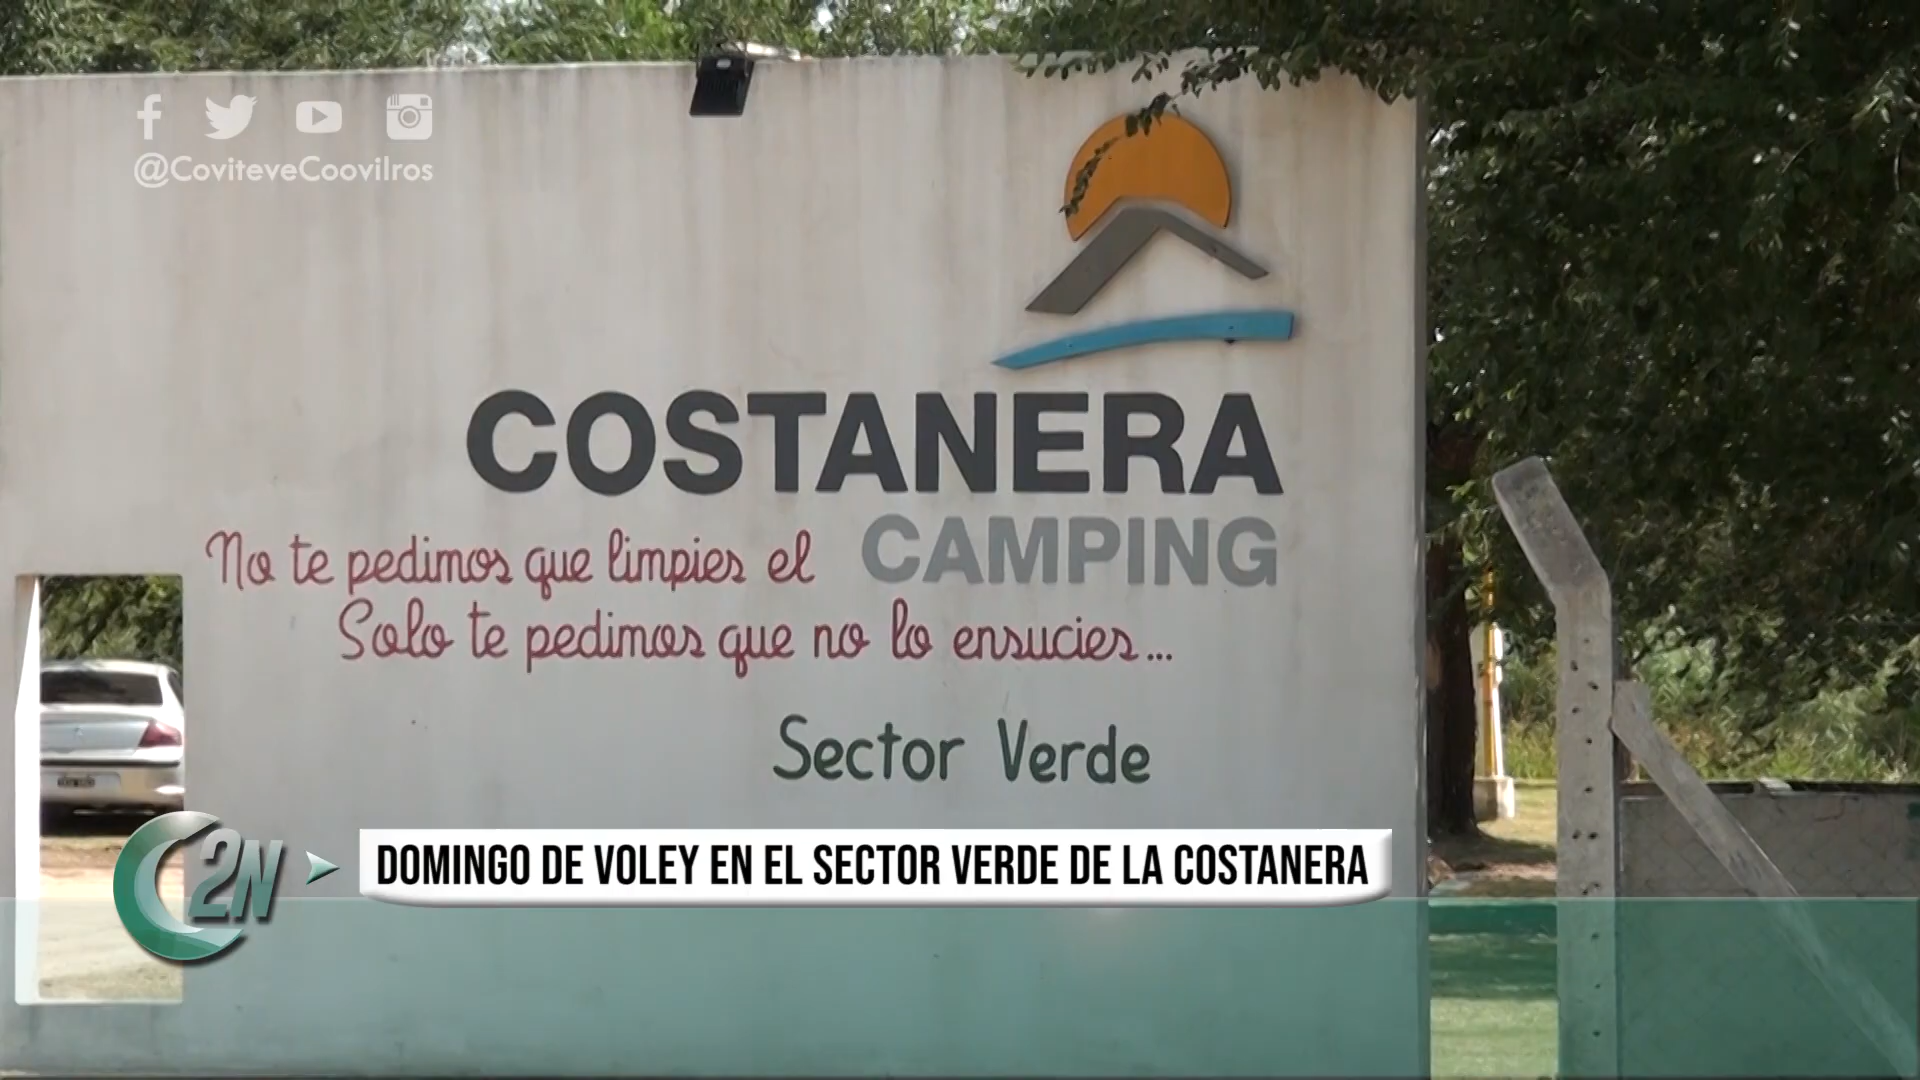 @CoviteveCoovilros
COSTANERA
CAMPING
No te pedimos que limpies el
Solo te pedimos que no lo ensucies...
Sector Verde
C2N
DOMINGO DE VOLEY EN EL SECTOR VERDE DE LA COSTANERA